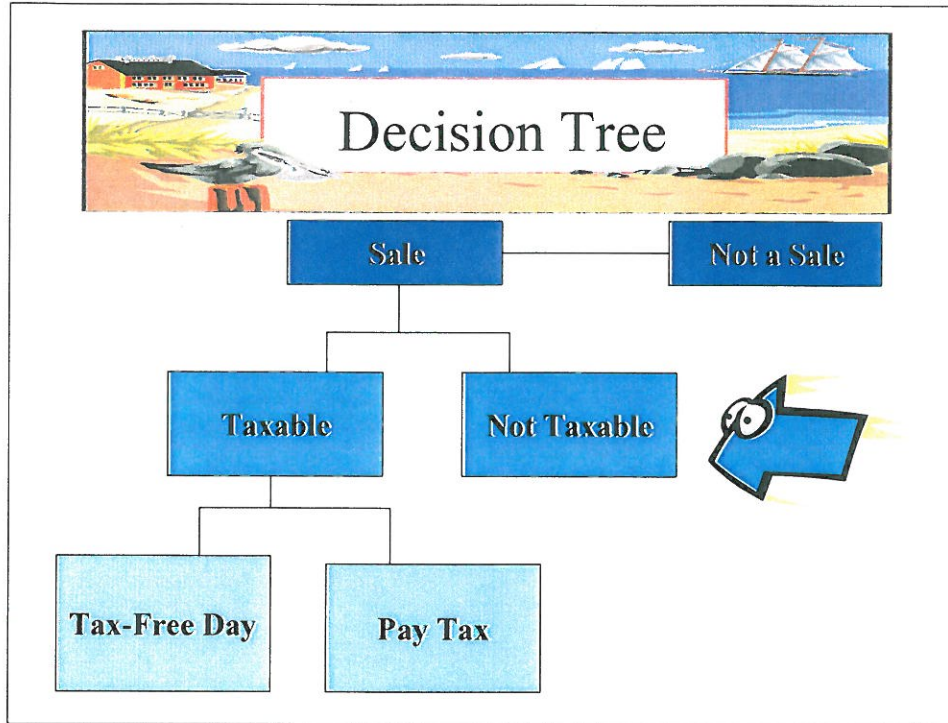 Decision Tree
Sale
Not a Sale
Taxable
Not Taxable
Tax-Free Day
Pay Tax